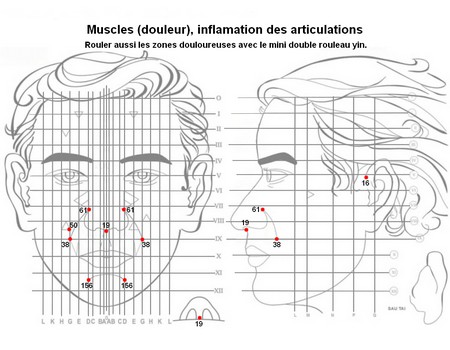 Muscles (douleur), inflamation des articulations
Rouler aussi les zones douloureuses avec le mini double rouleau yin.
O
I
II
III
IV
V
VI
VII
VIII
IX
X
XI
XII
61
61
50
19
38
38
156
156
L K H G E D C B A A B C D E G H K L
19
16
61
19
38
L M N P Q